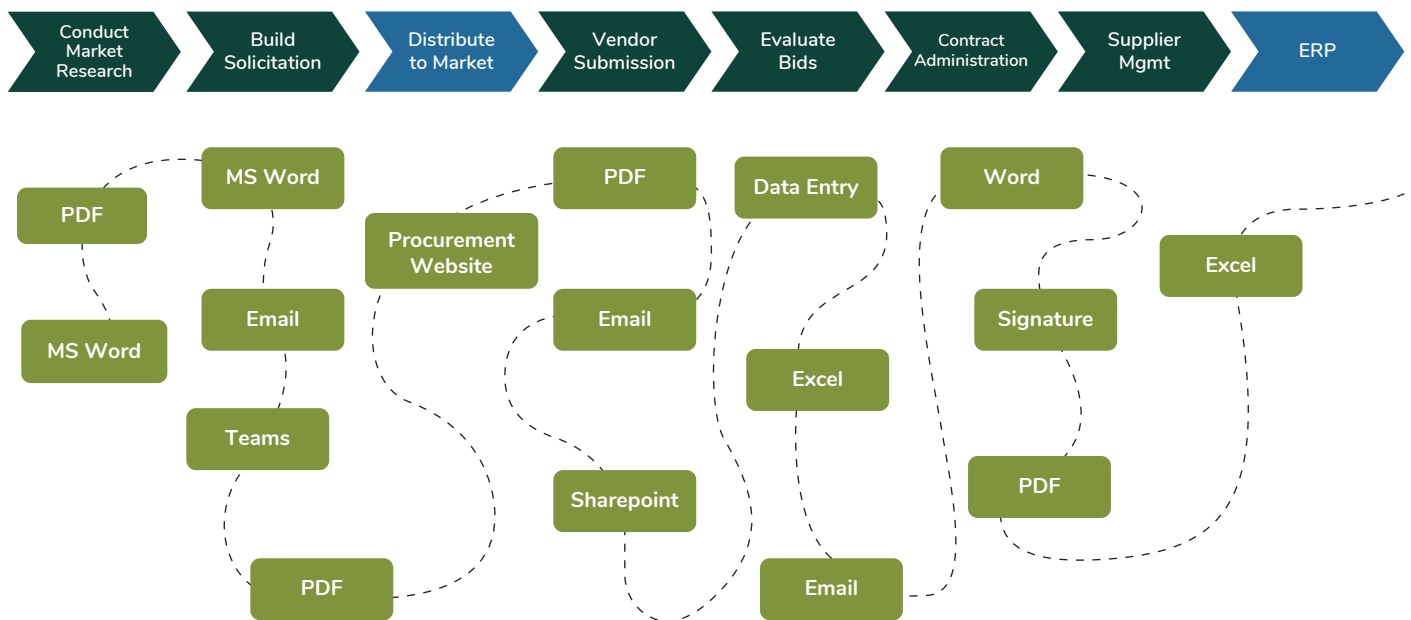 Conduct
Market
Research
Build
Solicitation
Distribute
to Market
Vendor
Submission
Evaluate
Bids
Contract
Administration
Supplier
Mgmt
ERP
PDF
MS Word
MS Word
Email
Teams
PDF
Procurement
Website
PDF
Email
Sharepoint
Data Entry
Excel
Email
Word
Signature
PDF
Excel